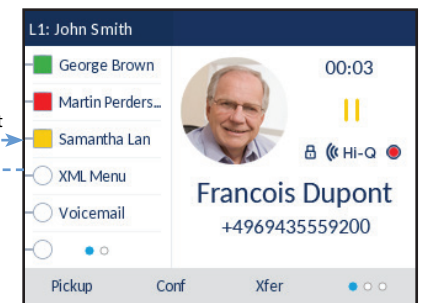 L1: John Smith
George Brown
Martin Perders...
Samantha Lan
XML Menu
Voicemail
t
00:03
Hi-Q
Francois Dupont
+4969435559200
Pickup Conf Xfer